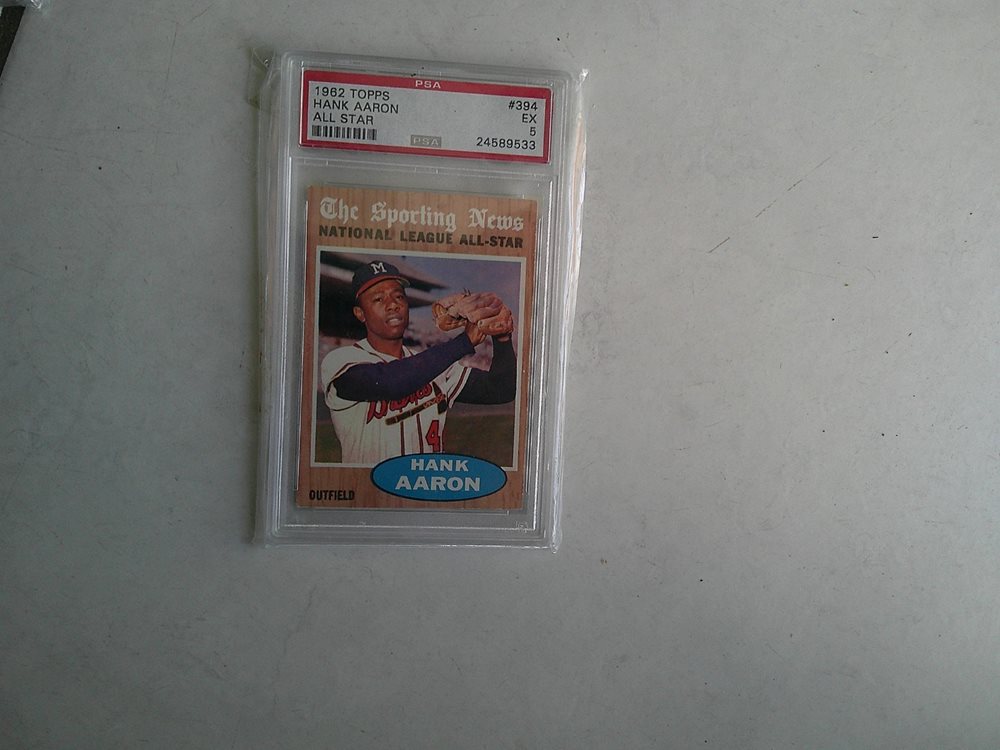 PSA
1962 TOPPS #394
HANK AARON EX
ALL STAR 5
PSA 24589533
The Sporting News
NATIONAL LEAGUE ALL-STAR
M
Braves
4
HANK
AARON
OUTFIELD